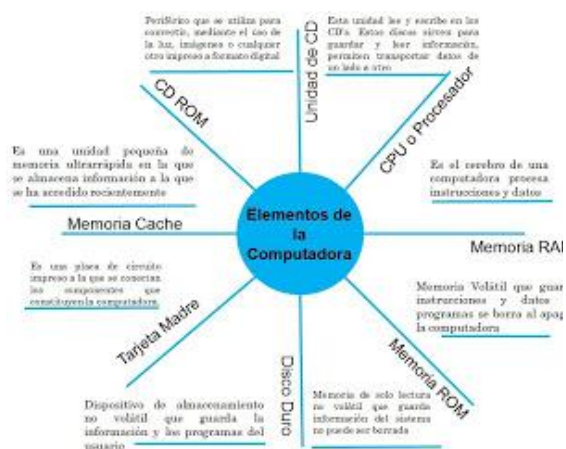 Periférico que se utiliza para
convertir, mediante el uso de
la luz, imágenes o cualquier
otro impreso a formato digital
Unidad de CD
Esta unidad lee y escribe en los
CD's. Estos discos sirven para
guardar y leer información,
permiten transportar datos de
un lado a otro
CD ROM
CPU o Procesador
Es una unidad pequeña de
memoria ultrarrápida en la que
se almacena información a la que
se ha accedido recientemente
Es el cerebro de una
computadora procesa
instrucciones y datos
Elementos de
la
Computadora
Memoria Cache
Memoria RA
Es una placa de circuito
impreso a la que se conectan
los componentes que
constituyen la computadora
Memoria Volátil que
instrucciones y datos
programas se borra al
la computadora
Tarjeta Madre
Disco Duro
Memoria ROM
Dispositivo de almacenamiento
no volátil que guarda la
información y los programas del
usuario
Memoria de solo lectura
no volátil que guarda
información del sistema
no puede ser borrada